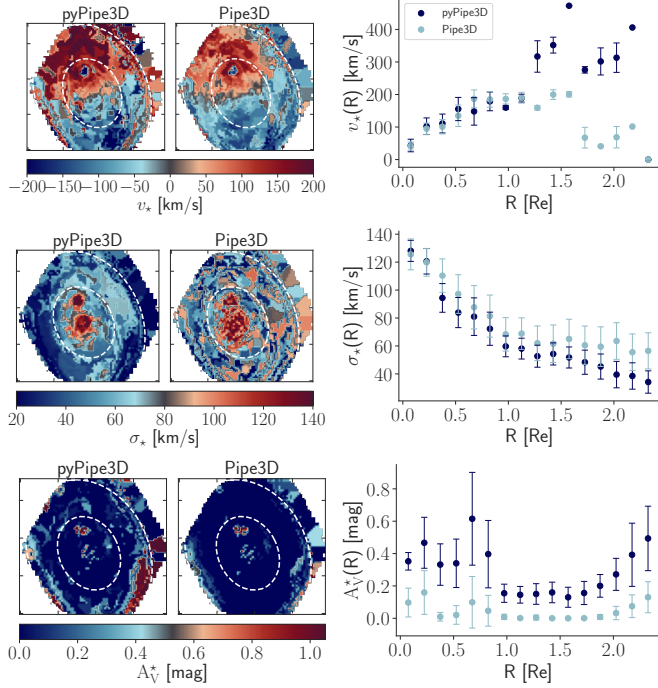 pyPipe3D Pipe3D
−200−150−100−50 0 50 100 150 200
v⋆ [km/s]
pyPipe3D
Pipe3D
400
300
200
100
0
v⋆(R) [km/s]
0.0 0.5 1.0 1.5 2.0
R [Re]
pyPipe3D Pipe3D
20 40 60 80 100 120 140
σ⋆ [km/s]
140
120
100
80
60
40
σ⋆(R) [km/s]
0.0 0.5 1.0 1.5 2.0
R [Re]
pyPipe3D Pipe3D
0.0 0.2 0.4 0.6 0.8 1.0
A⋆V [mag]
0.8
0.6
0.4
0.2
0.0
A⋆V(R) [mag]
0.0 0.5 1.0 1.5 2.0
R [Re]